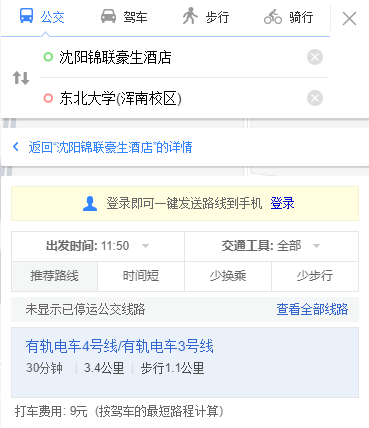 公交 驾车 步行 骑行
沈阳锦联豪生酒店
东北大学(浑南校区)
返回“沈阳锦联豪生酒店”的详情
登录即可一键发送路线到手机 登录
出发时间: 11:50 交通工具: 全部
推荐路线 时间短 少换乘 少步行
未显示已停运公交线路 查看全部线路
有轨电车4号线/有轨电车3号线
30分钟 | 3.4公里 | 步行1.1公里
打车费用: 9元（按驾车的最短路程计算）